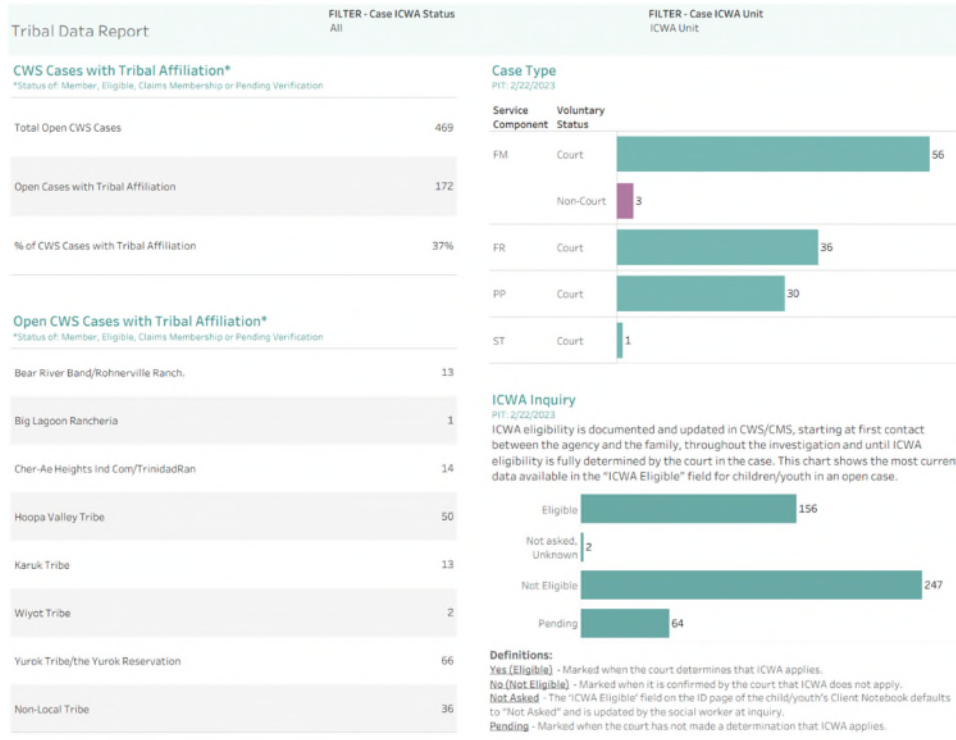 Tribal Data Report
FILTER - Case ICWA Status
All
FILTER - Case ICWA Unit
ICWA Unit
CWS Cases with Tribal Affiliation*
*Status of: Member, Eligible, Claims Membership or Pending Verification
Total Open CWS Cases 469
Open Cases with Tribal Affiliation 172
% of CWS Cases with Tribal Affiliation 37%
Open CWS Cases with Tribal Affiliation*
*Status of: Member, Eligible, Claims Membership or Pending Verification
Bear River Band/Rohnerville Ranch. 13
Big Lagoon Rancheria 1
Cher-Ae Heights Ind Com/TrinidadRan 14
Hoopa Valley Tribe 50
Karuk Tribe 13
Wiyot Tribe 2
Yurok Tribe/the Yurok Reservation 66
Non-Local Tribe 36
Case Type
PIT: 2/22/2023
Service Voluntary
Component Status
FM Court 56
Non-Court 3
FR Court 36
PP Court 30
ST Court 1
ICWA Inquiry
PIT: 2/22/2023
ICWA eligibility is documented and updated in CWS/CMS, starting at first contact
between the agency and the family, throughout the investigation and until ICWA
eligibility is fully determined by the court in the case. This chart shows the most curren
data available in the "ICWA Eligible" field for children/youth in an open case.
Eligible 156
Not asked,
Unknown 2
Not Eligible 247
Pending 64
Definitions:
Yes (Eligible) - Marked when the court determines that ICWA applies.
No (Not Eligible) - Marked when it is confirmed by the court that ICWA does not apply.
Not Asked - The 'ICWA Eligible' field on the ID page of the child/youth's Client Notebook defaults
to "Not Asked" and is updated by the social worker at inquiry.
Pending - Marked when the court has not made a determination that ICWA applies.